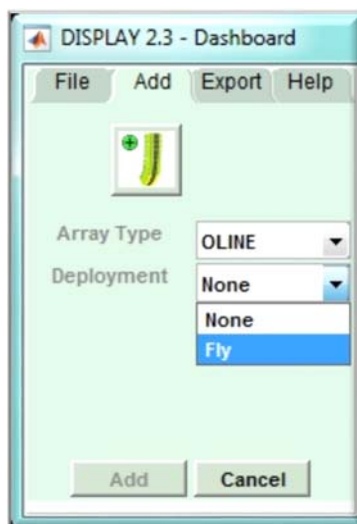 DISPLAY 2.3 - Dashboard
File Add Export Help
Array Type OLINE
Deployment None
None
Fly
Add Cancel